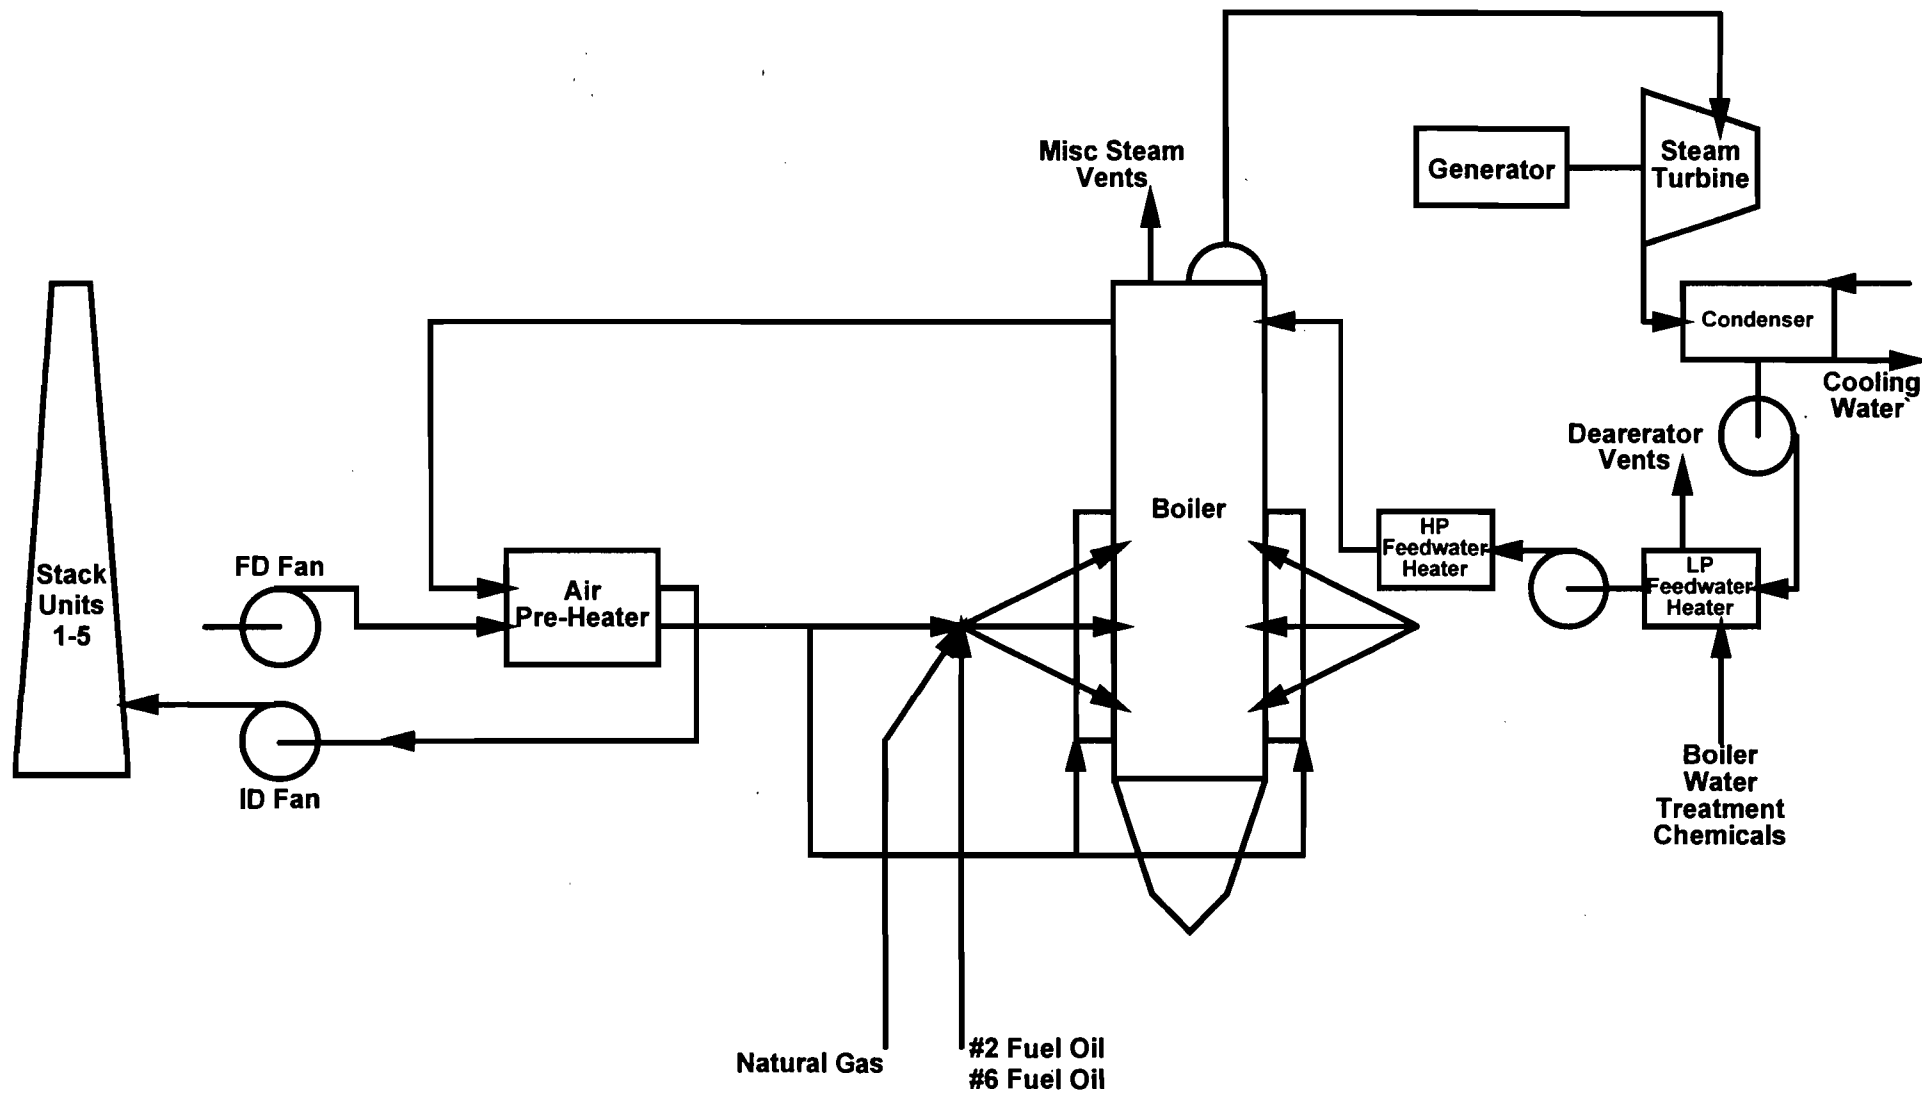 Misc Steam
Vents
Generator
Steam
Turbine
Condenser
Cooling
Water
Dearerator
Vents
Boiler
HP
Feedwater
Heater
LP
Feedwater
Heater
Stack
Units
1-5
FD Fan
Air
Pre-Heater
ID Fan
Boiler
Water
Treatment
Chemicals
Natural Gas
#2 Fuel Oil
#6 Fuel Oil